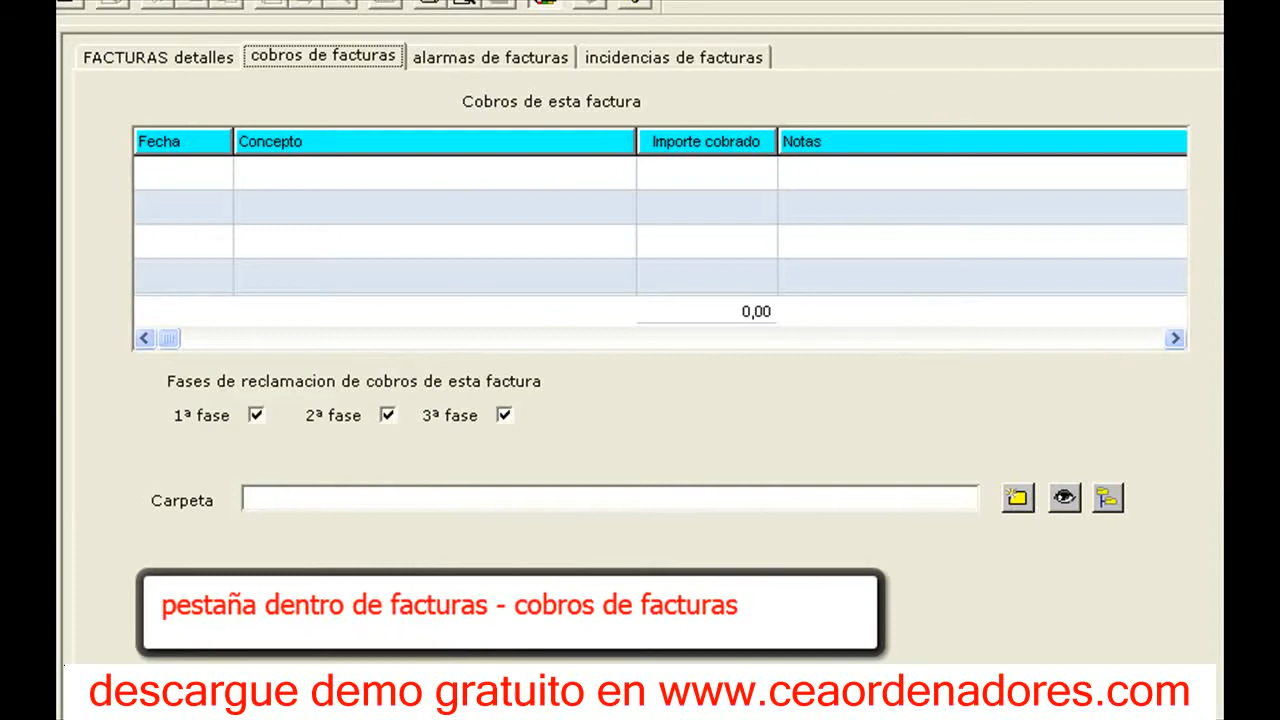 FACTURAS detalles cobros de facturas alarmas de facturas incidencias de facturas
Cobros de esta factura
Fecha Concepto Importe cobrado Notas
0,00
Fases de reclamacion de cobros de esta factura
1ª fase 2ª fase 3ª fase
Carpeta
pestaña dentro de facturas - cobros de facturas
descargue demo gratuito en www.ceaordenadores.com